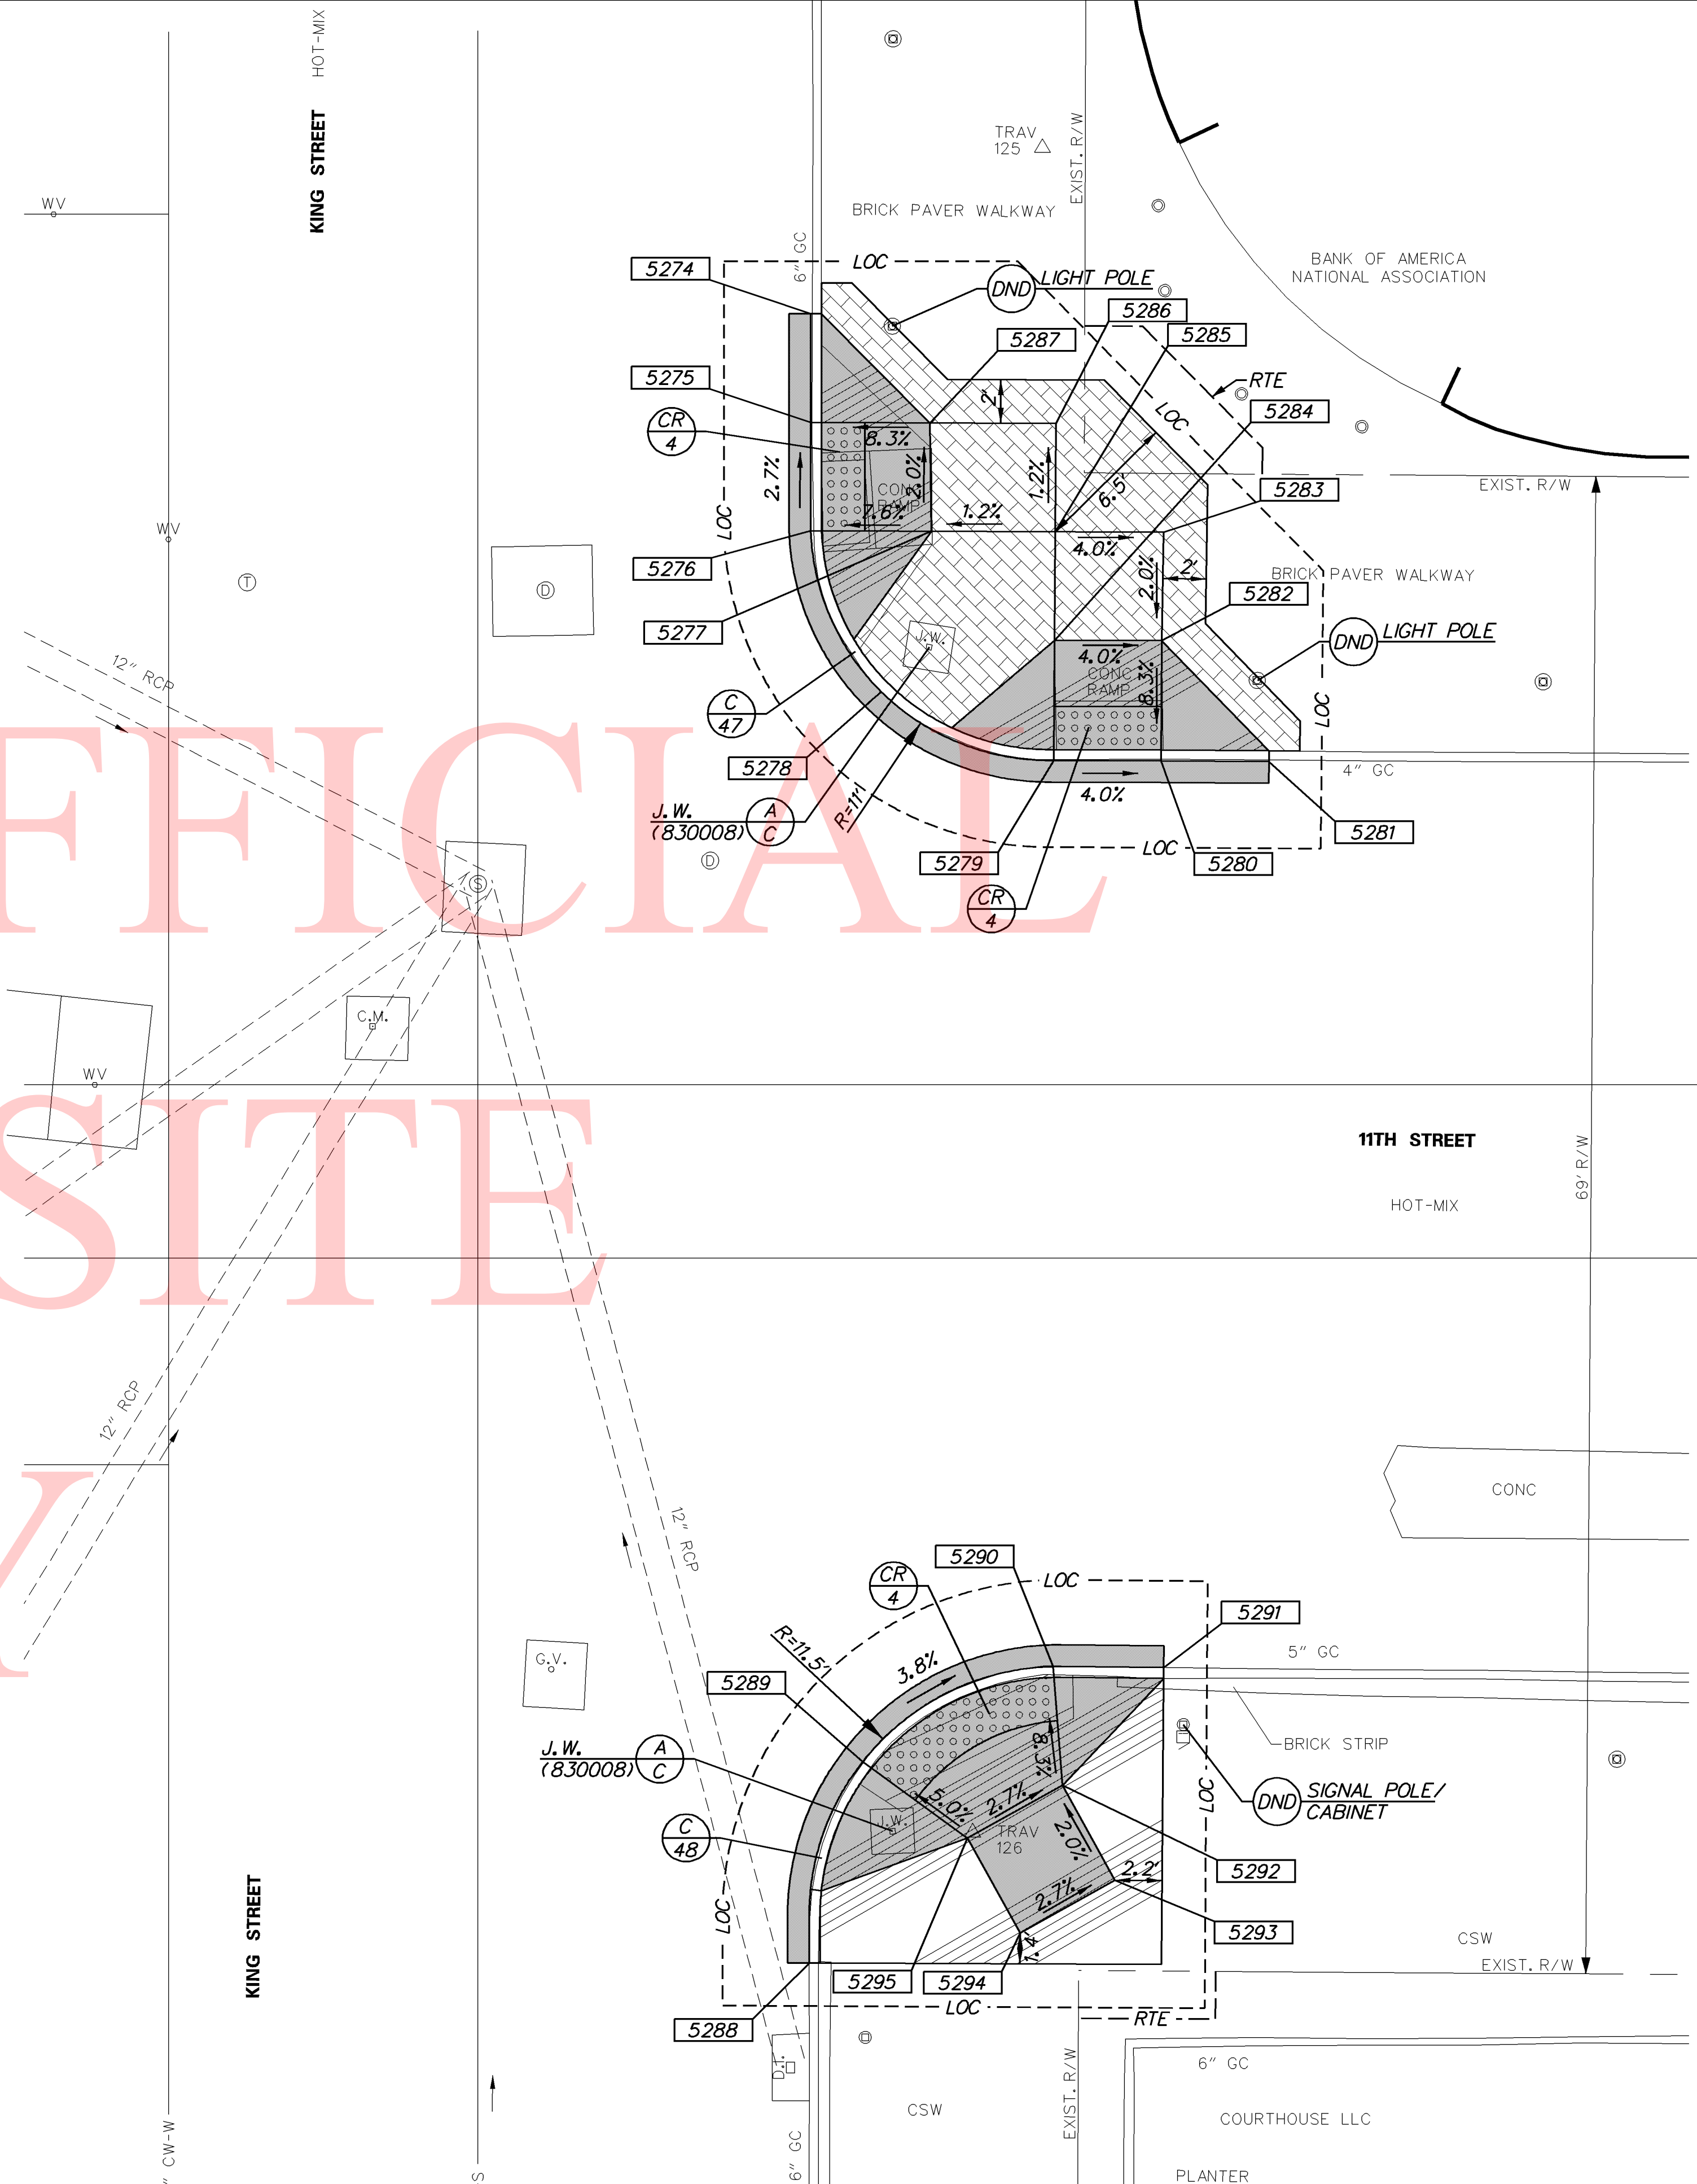 HOT-MIX
KING STREET
WV
TRAV
125
EXIST. R/W
BRICK PAVER WALKWAY
BANK OF AMERICA
NATIONAL ASSOCIATION
6" GC
5274
LOC
DND
LIGHT POLE
5286
5287
5285
RTE
5275
2'
5284
LOC
CR
4
8.3%
2.7%
2.0%
CONC
RAMP
1.2%
6.5'
5283
EXIST. R/W
WV
LOC
7.6%
1.2%
4.0%
5276
2.0%
2'
BRICK PAVER WALKWAY
T
D
5282
5277
J.W.
DND
LIGHT POLE
12" RCP
4.0%
CONC
RAMP
8.3%
C
47
LOC
FFICIAL
5278
4" GC
4.0%
R=11'
J.W.
(830008)
A
C
5281
D
LOC
5279
5280
S
CR
4
C.M.
WV
SITE
11TH STREET
69' R/W
HOT-MIX
12" RCP
Y
CONC
12" RCP
5290
CR
4
LOC
5291
R=11.5'
3.8%
5" GC
G.V.
5289
8.3%
BRICK STRIP
J.W.
(830008)
A
C
5.0%
2.7%
LOC
DND
SIGNAL POLE/
CABINET
J.W.
TRAV
126
C
48
2.0%
2.2'
5292
2.7%
KING STREET
LOC
5293
1.4'
CSW
EXIST. R/W
5295
5294
LOC
RTE
5288
D.I.
6" GC
EXIST. R/W
CSW
COURTHOUSE LLC
" CW-W
S
6" GC
PLANTER